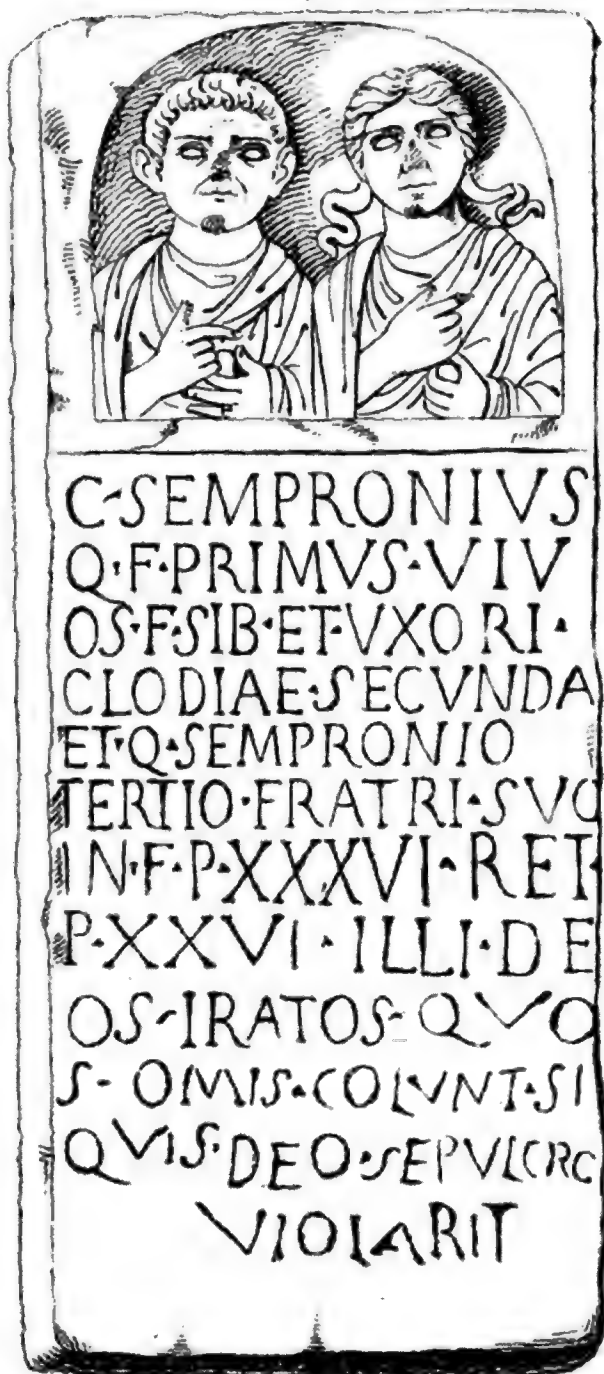 C·SEMPRONIVS
Q·F·PRIMVS·VIV
OS·F·SIB·ET·VXORI·
CLODIAE·SECVNDA
ET·Q·SEMPRONIO
TERTIO·FRATRI·SVO
IN·F·P·XXXVI·RET·
P·XXVI·ILLI·DE
OS·IRATOS·QVO
S·OMIS·COLVNT·SI
QVIS·DEO·SEPVLCRO
VIOLARIT